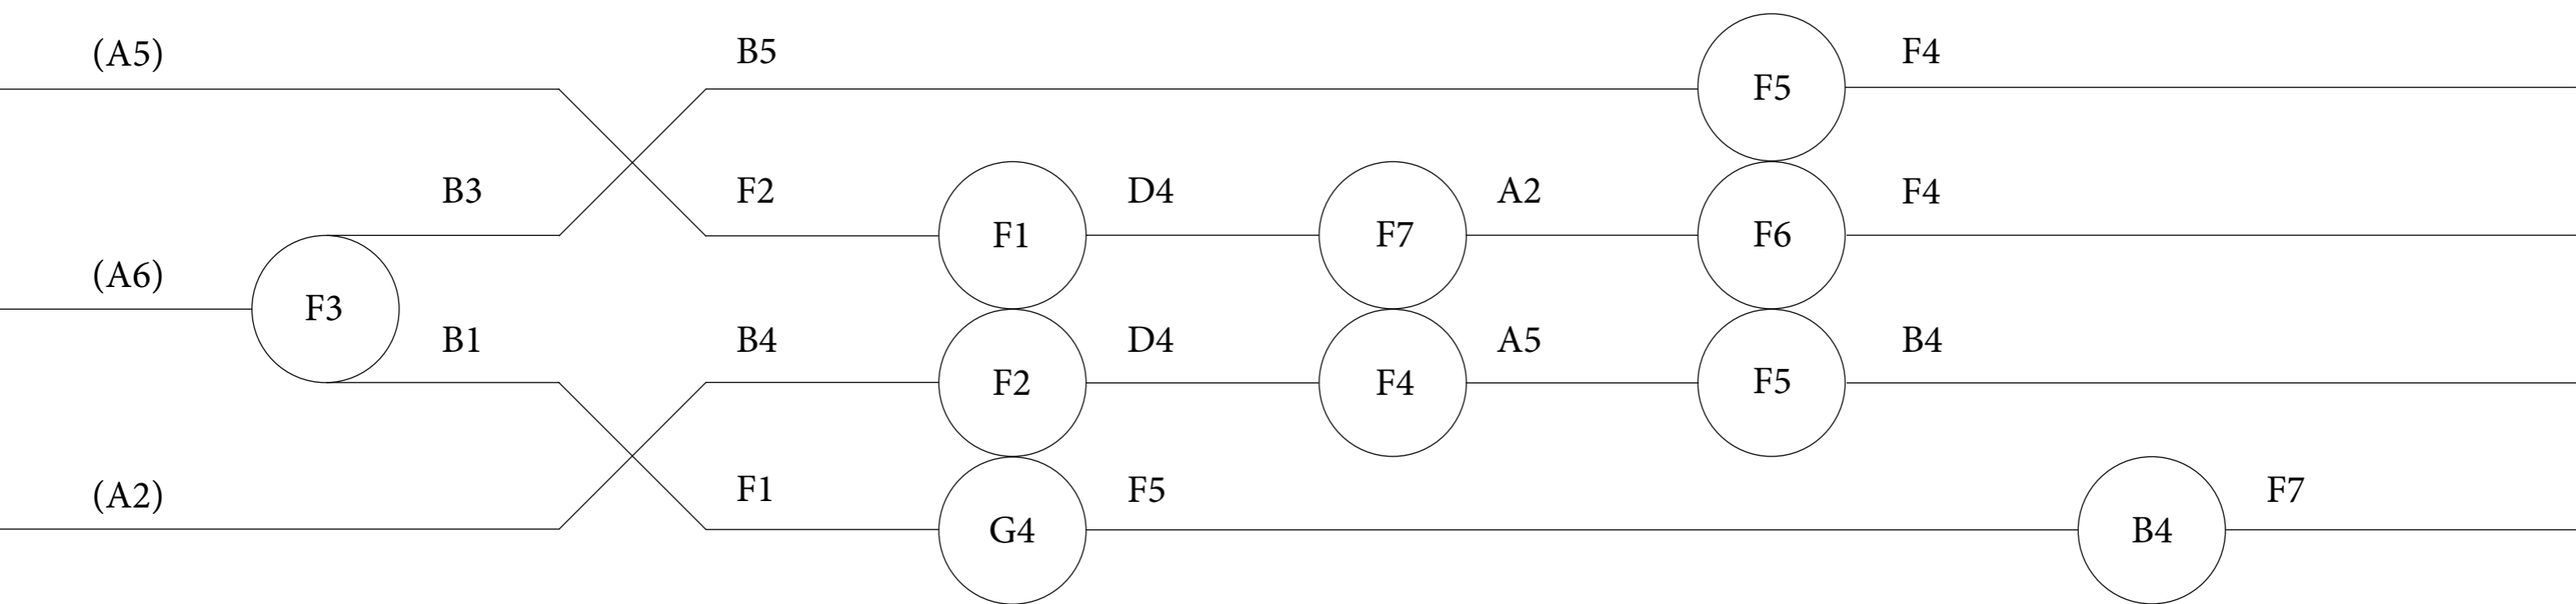 (A5) B5 F5 F4
B3 F2 F1 D4 F7 A2 F6 F4
(A6) F3
B1 B4 F2 D4 F4 A5 F5 B4
(A2) F1 G4 F5 B4 F7